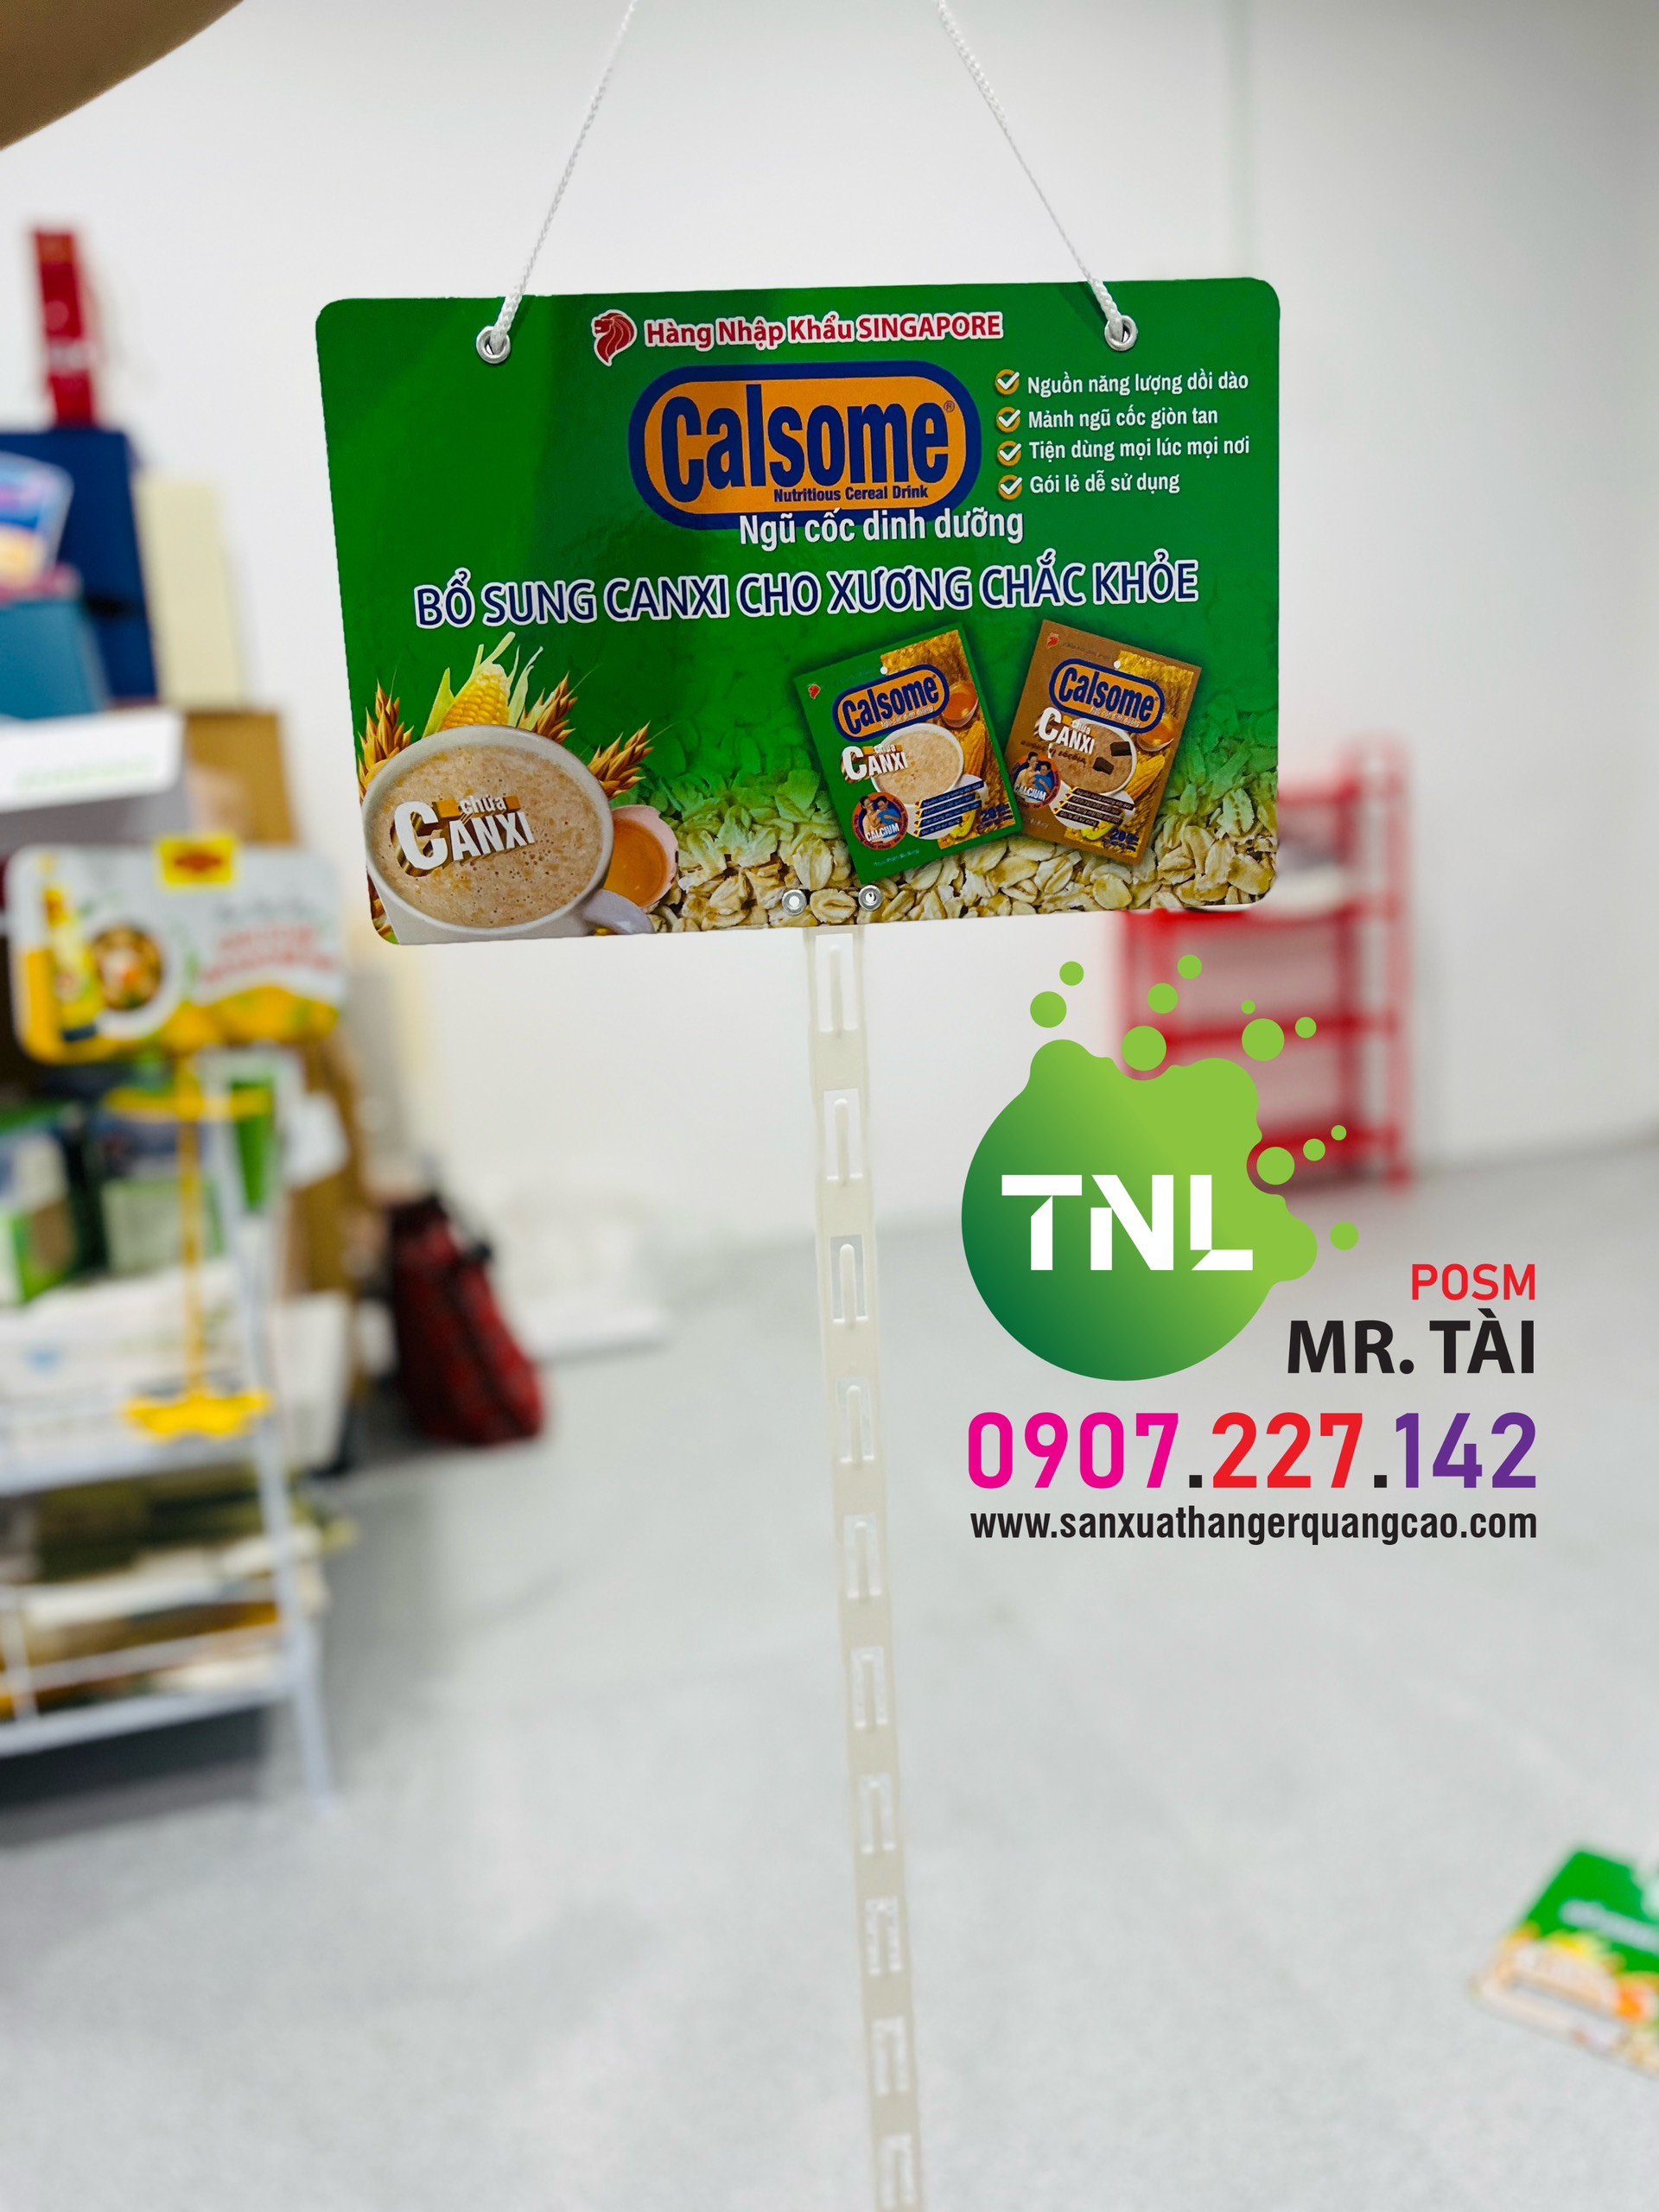 Hàng Nhập Khẩu SINGAPORE
Calsome®
Nutritious Cereal Drink
Ngũ cốc dinh dưỡng
Nguồn năng lượng dồi dào
Mảnh ngũ cốc giòn tan
Tiện dùng mọi lúc mọi nơi
Gói lẻ dễ sử dụng
BỔ SUNG CANXI CHO XƯƠNG CHẮC KHỎE
chứa
CANXI
Calsome
chứa
CANXI
CALCIUM
Calsome
chứa
CANXI
CALCIUM
TNL
POSM
MR. TÀI
0907.227.142
www.sanxuathangerquangcao.com